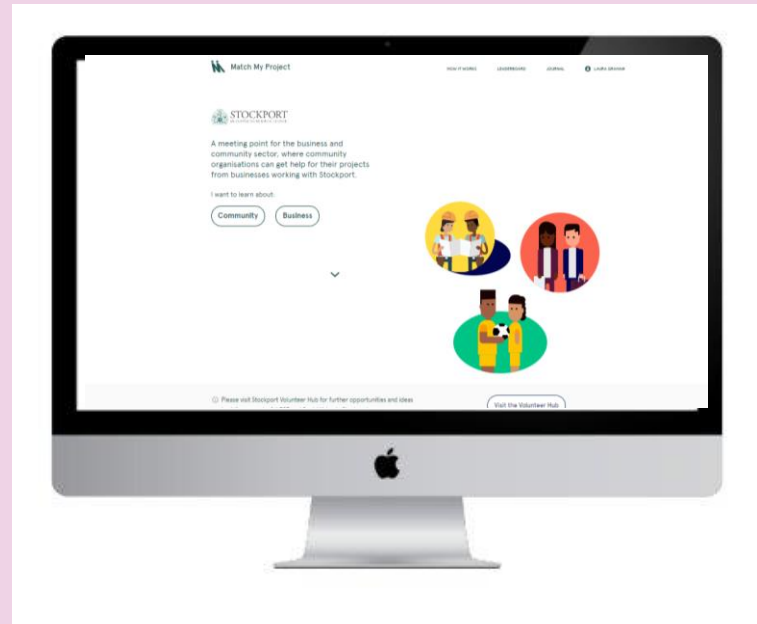 Match My Project
HOW IT WORKS
LEADERBOARD
JOURNAL
STOCKPORT
A meeting point for the business and
community sector, where community
organisations can get help for their projects
from businesses working with Stockport.
I want to learn about:
Community
Business
Please visit Stockport Volunteer Hub for further opportunities and ideas
Visit the Volunteer Hub